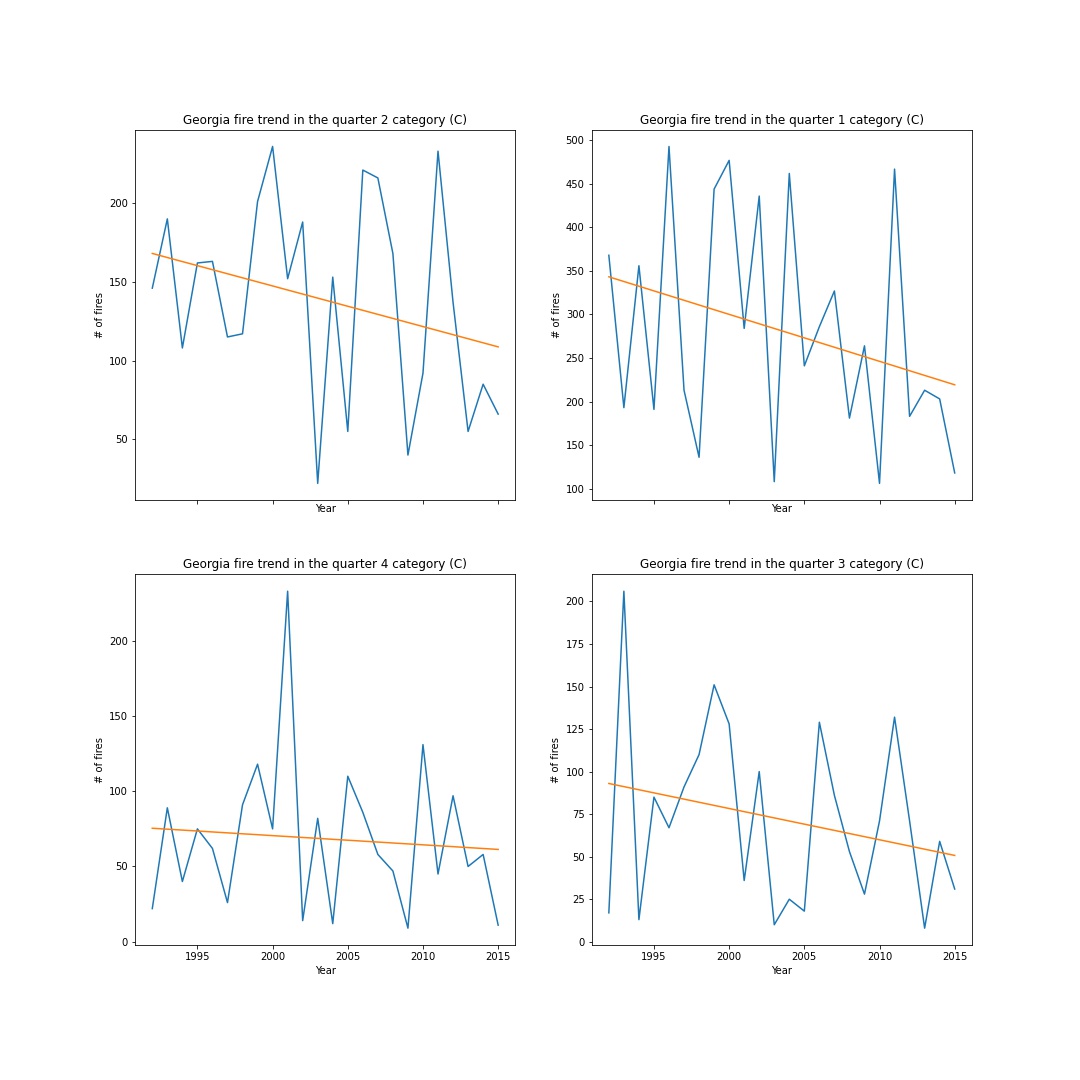 Georgia fire trend in the quarter 2 category (C)
200
150
100
50
# of fires
Year
Georgia fire trend in the quarter 1 category (C)
500
450
400
350
300
250
200
150
100
# of fires
Year
Georgia fire trend in the quarter 4 category (C)
200
150
100
50
0
# of fires
1995 2000 2005 2010 2015
Year
Georgia fire trend in the quarter 3 category (C)
200
175
150
125
100
75
50
25
0
# of fires
1995 2000 2005 2010 2015
Year